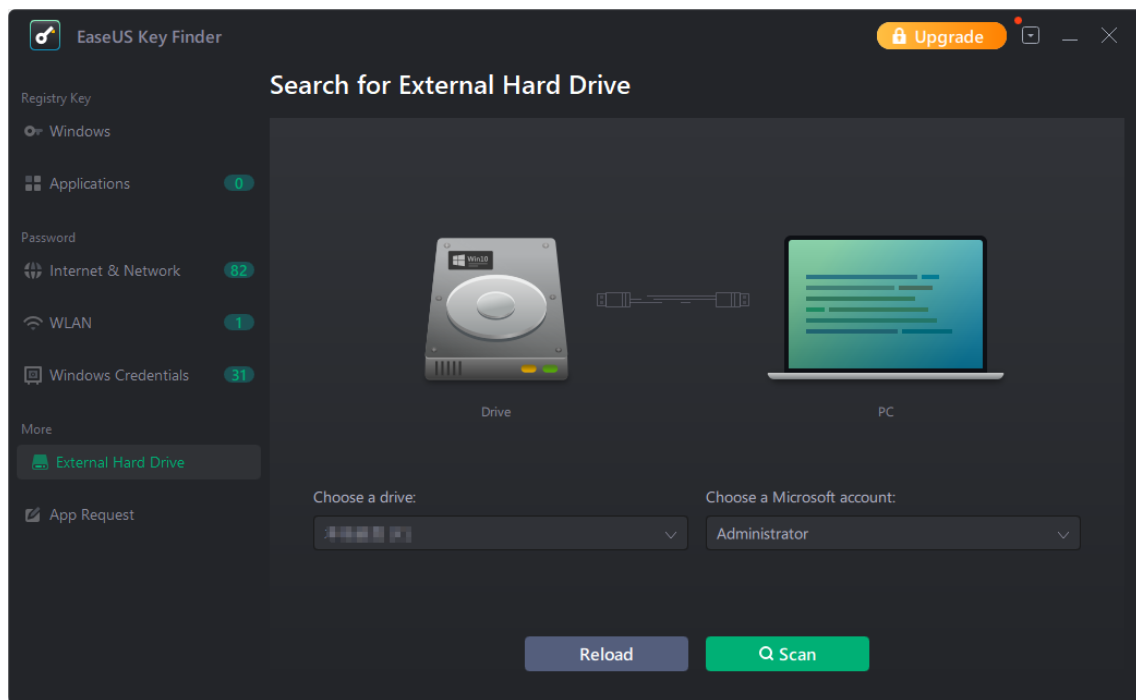 EaseUS Key Finder
Upgrade
Registry Key
Windows
Applications 0
Password
Internet & Network 82
WLAN 1
Windows Credentials 31
More
External Hard Drive
App Request
Search for External Hard Drive
Win10
Drive
PC
Choose a drive:
Choose a Microsoft account:
Administrator
Reload
Scan